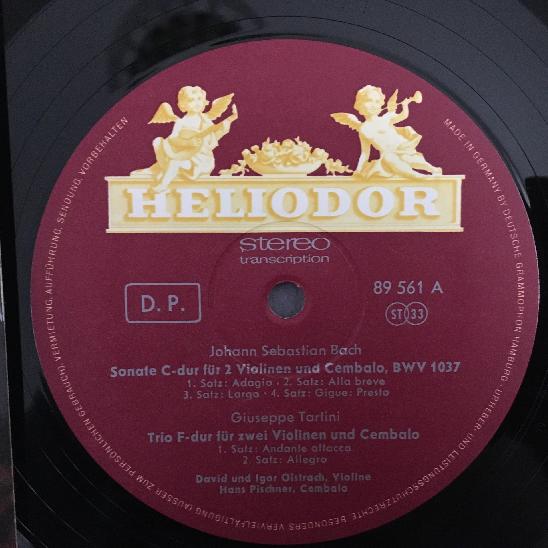 HELIODOR
stereo
transcription
D. P.
89 561 A
ST 33
Johann Sebastian Bach
Sonate C-dur für 2 Violinen und Cembalo, BWV 1037
1. Satz: Adagio · 2. Satz: Alla breve
3. Satz: Largo · 4. Satz: Gigue: Presto
Giuseppe Tartini
Trio F-dur für zwei Violinen und Cembalo
1. Satz: Andante attacca
2. Satz: Allegro
David und Igor Oistrach, Violine
Hans Pischner, Cembalo
MADE IN GERMANY BY DEUTSCHE GRAMMOPHON, HAMBURG · URHEBER- UND LEISTUNGSSCHUTZRECHTE BESONDERS VERVIELFÄLTIGUNG (AUSSER ZUM PERSÖNLICHEN GEBRAUCH), VERMIETUNG, AUFFÜHRUNG, SENDUNG, VORBEHALTEN